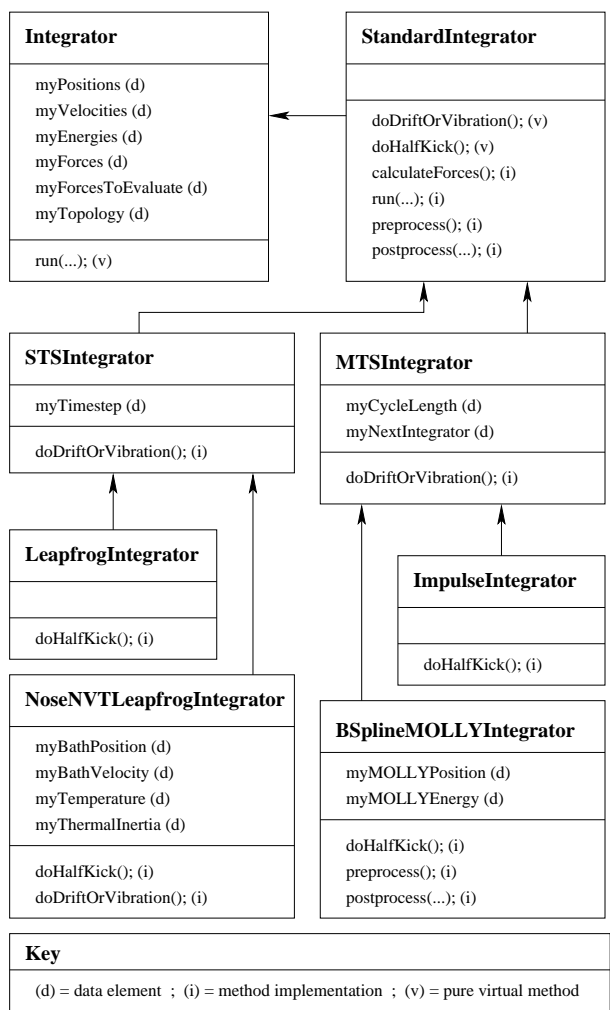 Integrator
myPositions (d)
myVelocities (d)
myEnergies (d)
myForces (d)
myForcesToEvaluate (d)
myTopology (d)
run(...); (v)
StandardIntegrator
doDriftOrVibration(); (v)
doHalfKick(); (v)
calculateForces(); (i)
run(...); (i)
preprocess(); (i)
postprocess(...); (i)
STSIntegrator
myTimestep (d)
doDriftOrVibration(); (i)
MTSIntegrator
myCycleLength (d)
myNextIntegrator (d)
doDriftOrVibration(); (i)
LeapfrogIntegrator
doHalfKick(); (i)
ImpulseIntegrator
doHalfKick(); (i)
NoseNVTLeapfrogIntegrator
myBathPosition (d)
myBathVelocity (d)
myTemperature (d)
myThermalInertia (d)
doHalfKick(); (i)
doDriftOrVibration(); (i)
BSplineMOLLYIntegrator
myMOLLYPosition (d)
myMOLLYEnergy (d)
doHalfKick(); (i)
preprocess(); (i)
postprocess(...); (i)
Key
(d) = data element ; (i) = method implementation ; (v) = pure virtual method